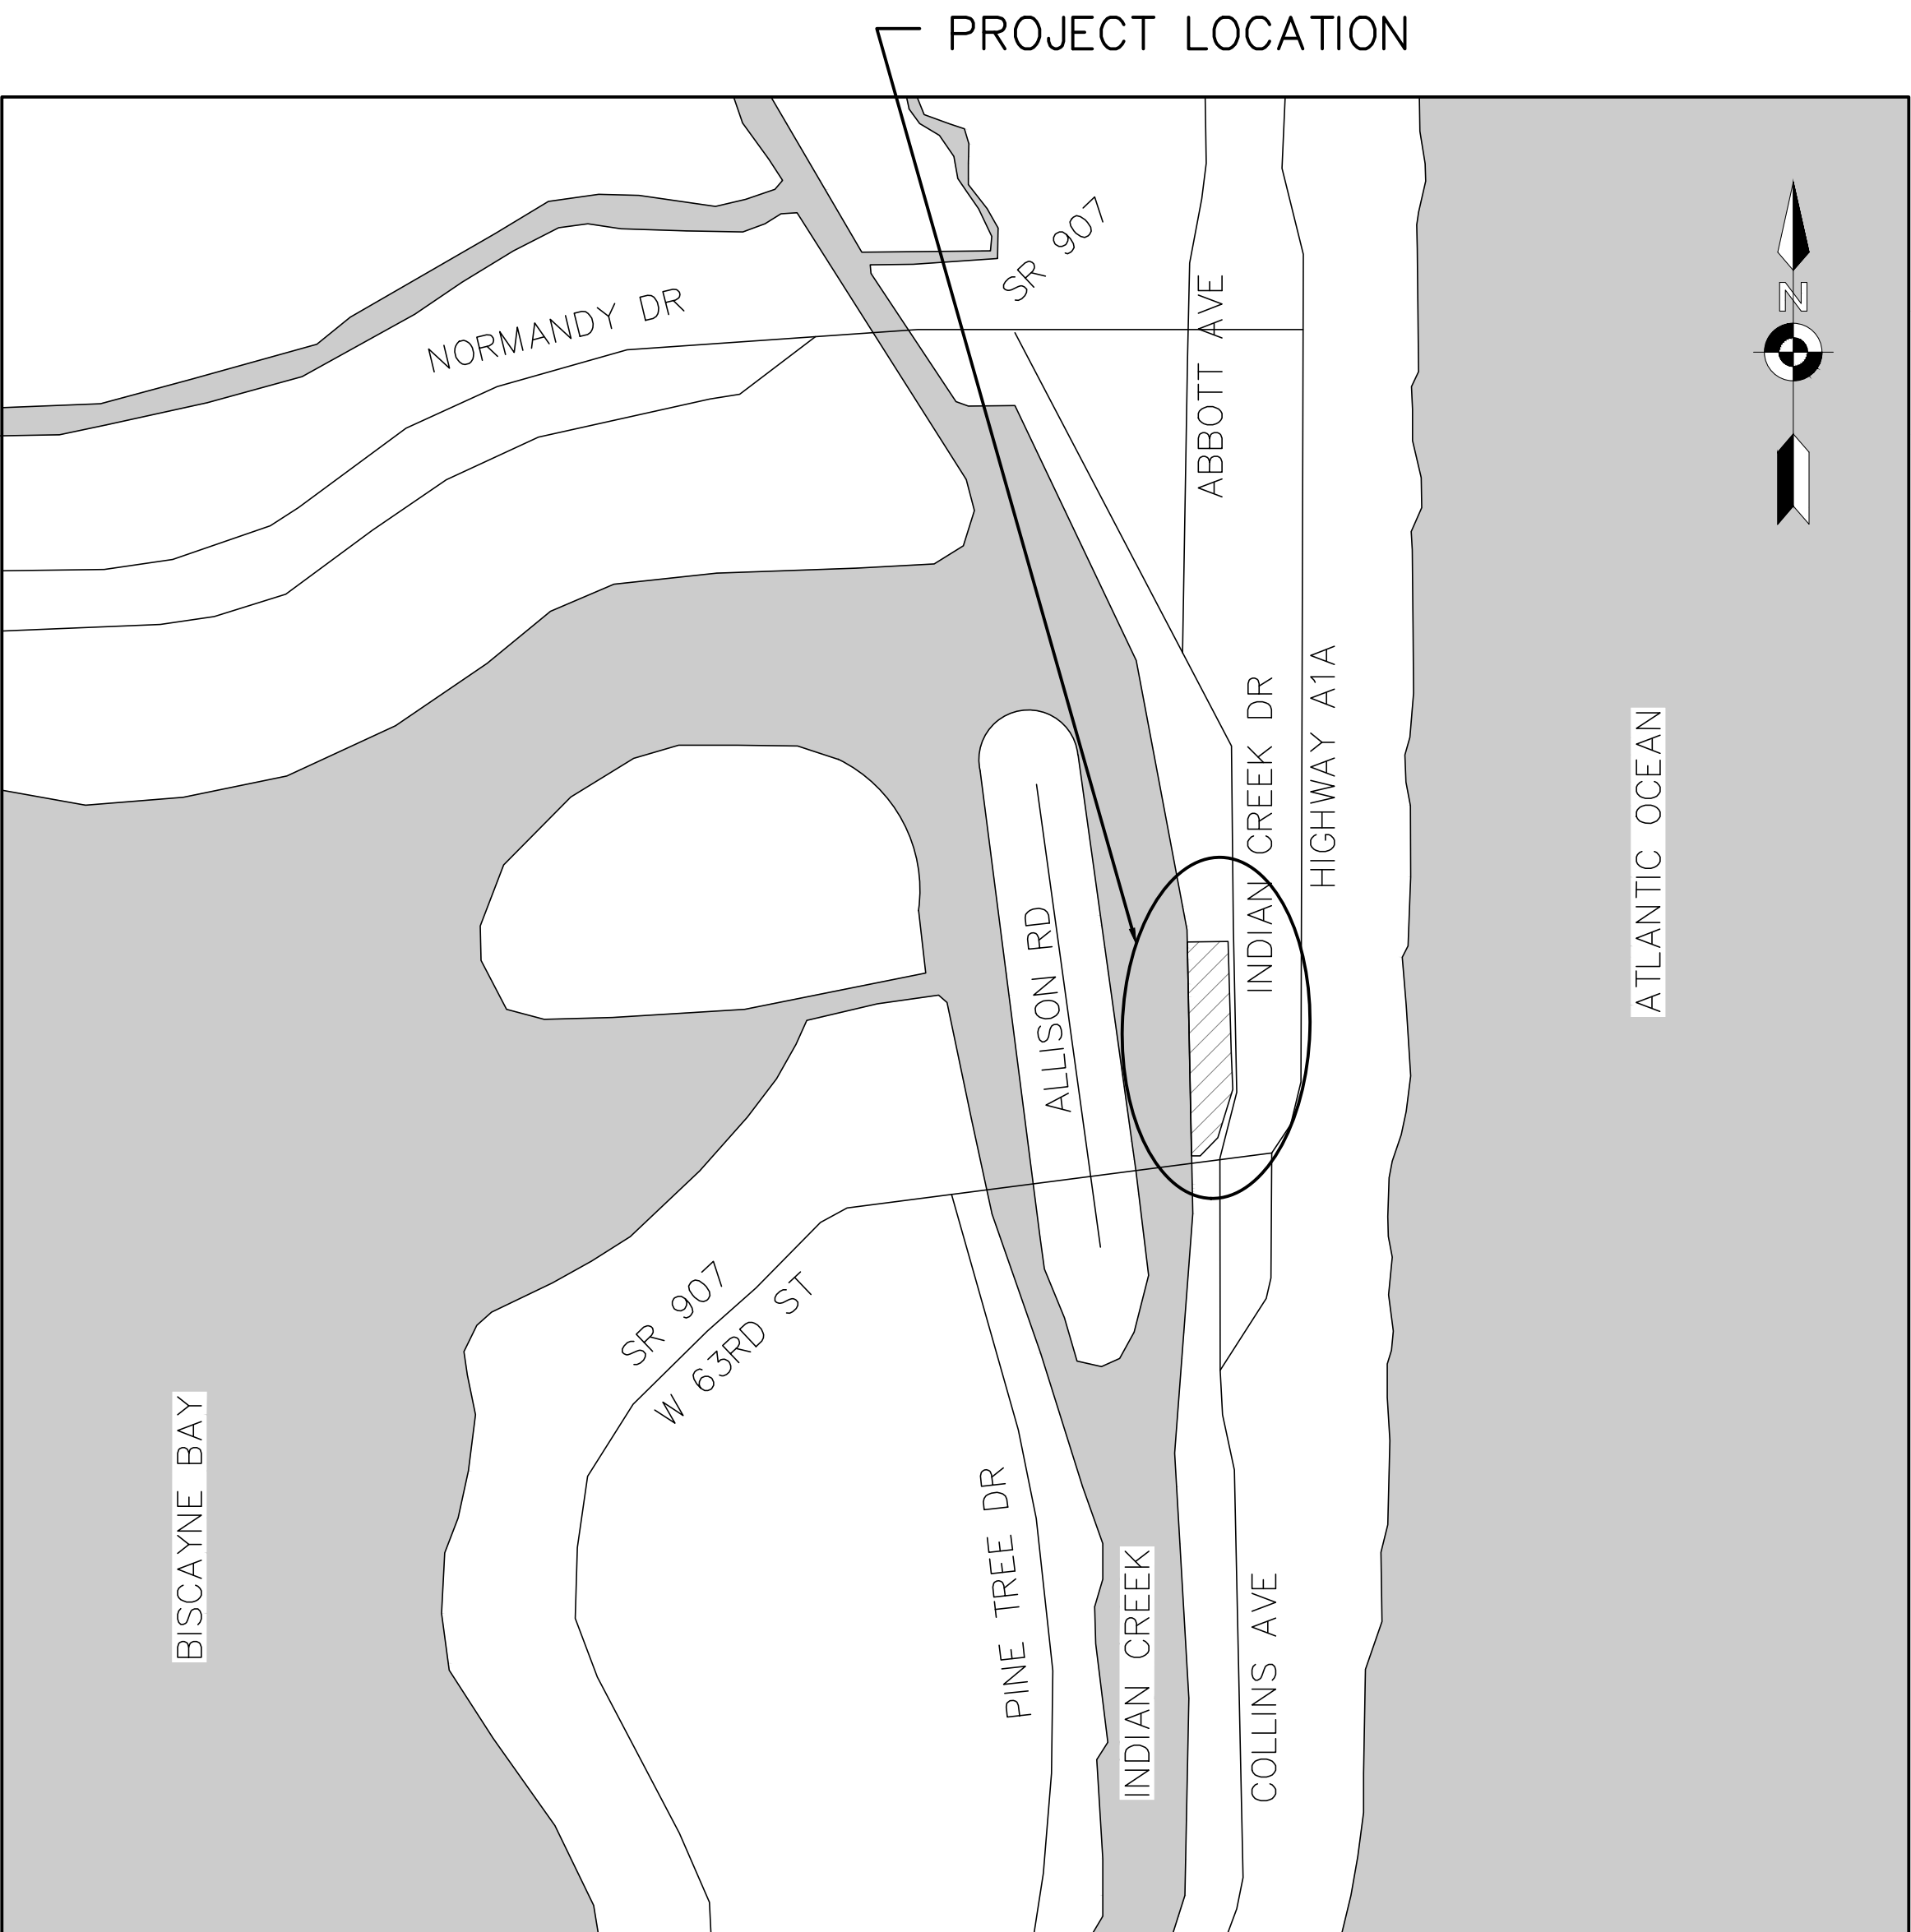 PROJECT LOCATION
SR 907
NORMANDY DR
ABBOTT AVE
N
INDIAN CREEK DR
HIGHWAY A1A
ATLANTIC OCEAN
ALLISON RD
SR 907
W 63RD ST
BISCAYNE BAY
PINE TREE DR
INDIAN CREEK
COLLINS AVE